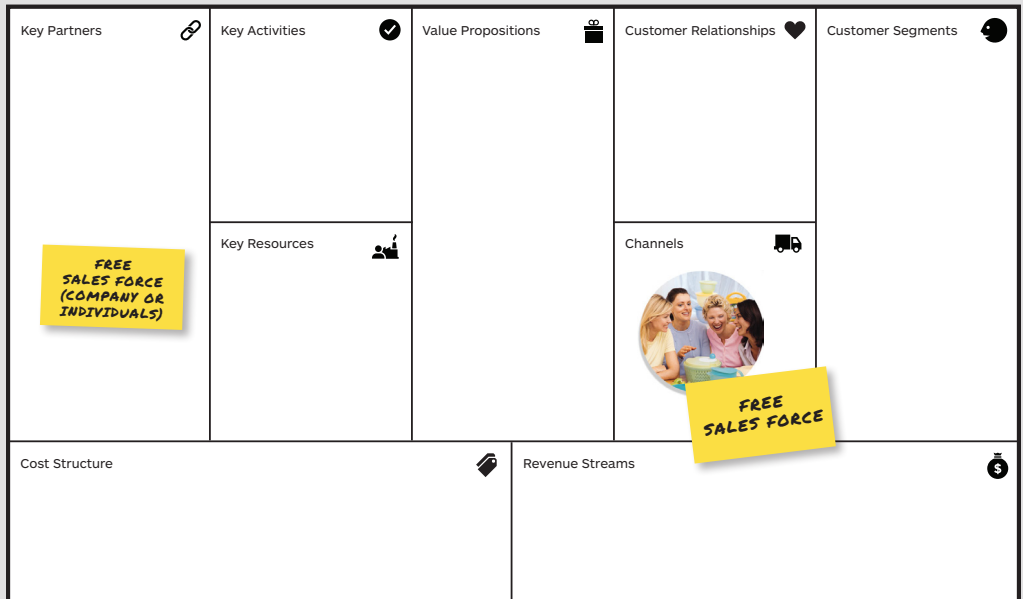 Key Partners
Key Activities
Value Propositions
Customer Relationships
Customer Segments
FREE
SALES FORCE
(COMPANY OR
INDIVIDUALS)
Key Resources
Channels
FREE
SALES FORCE
Cost Structure
Revenue Streams
$